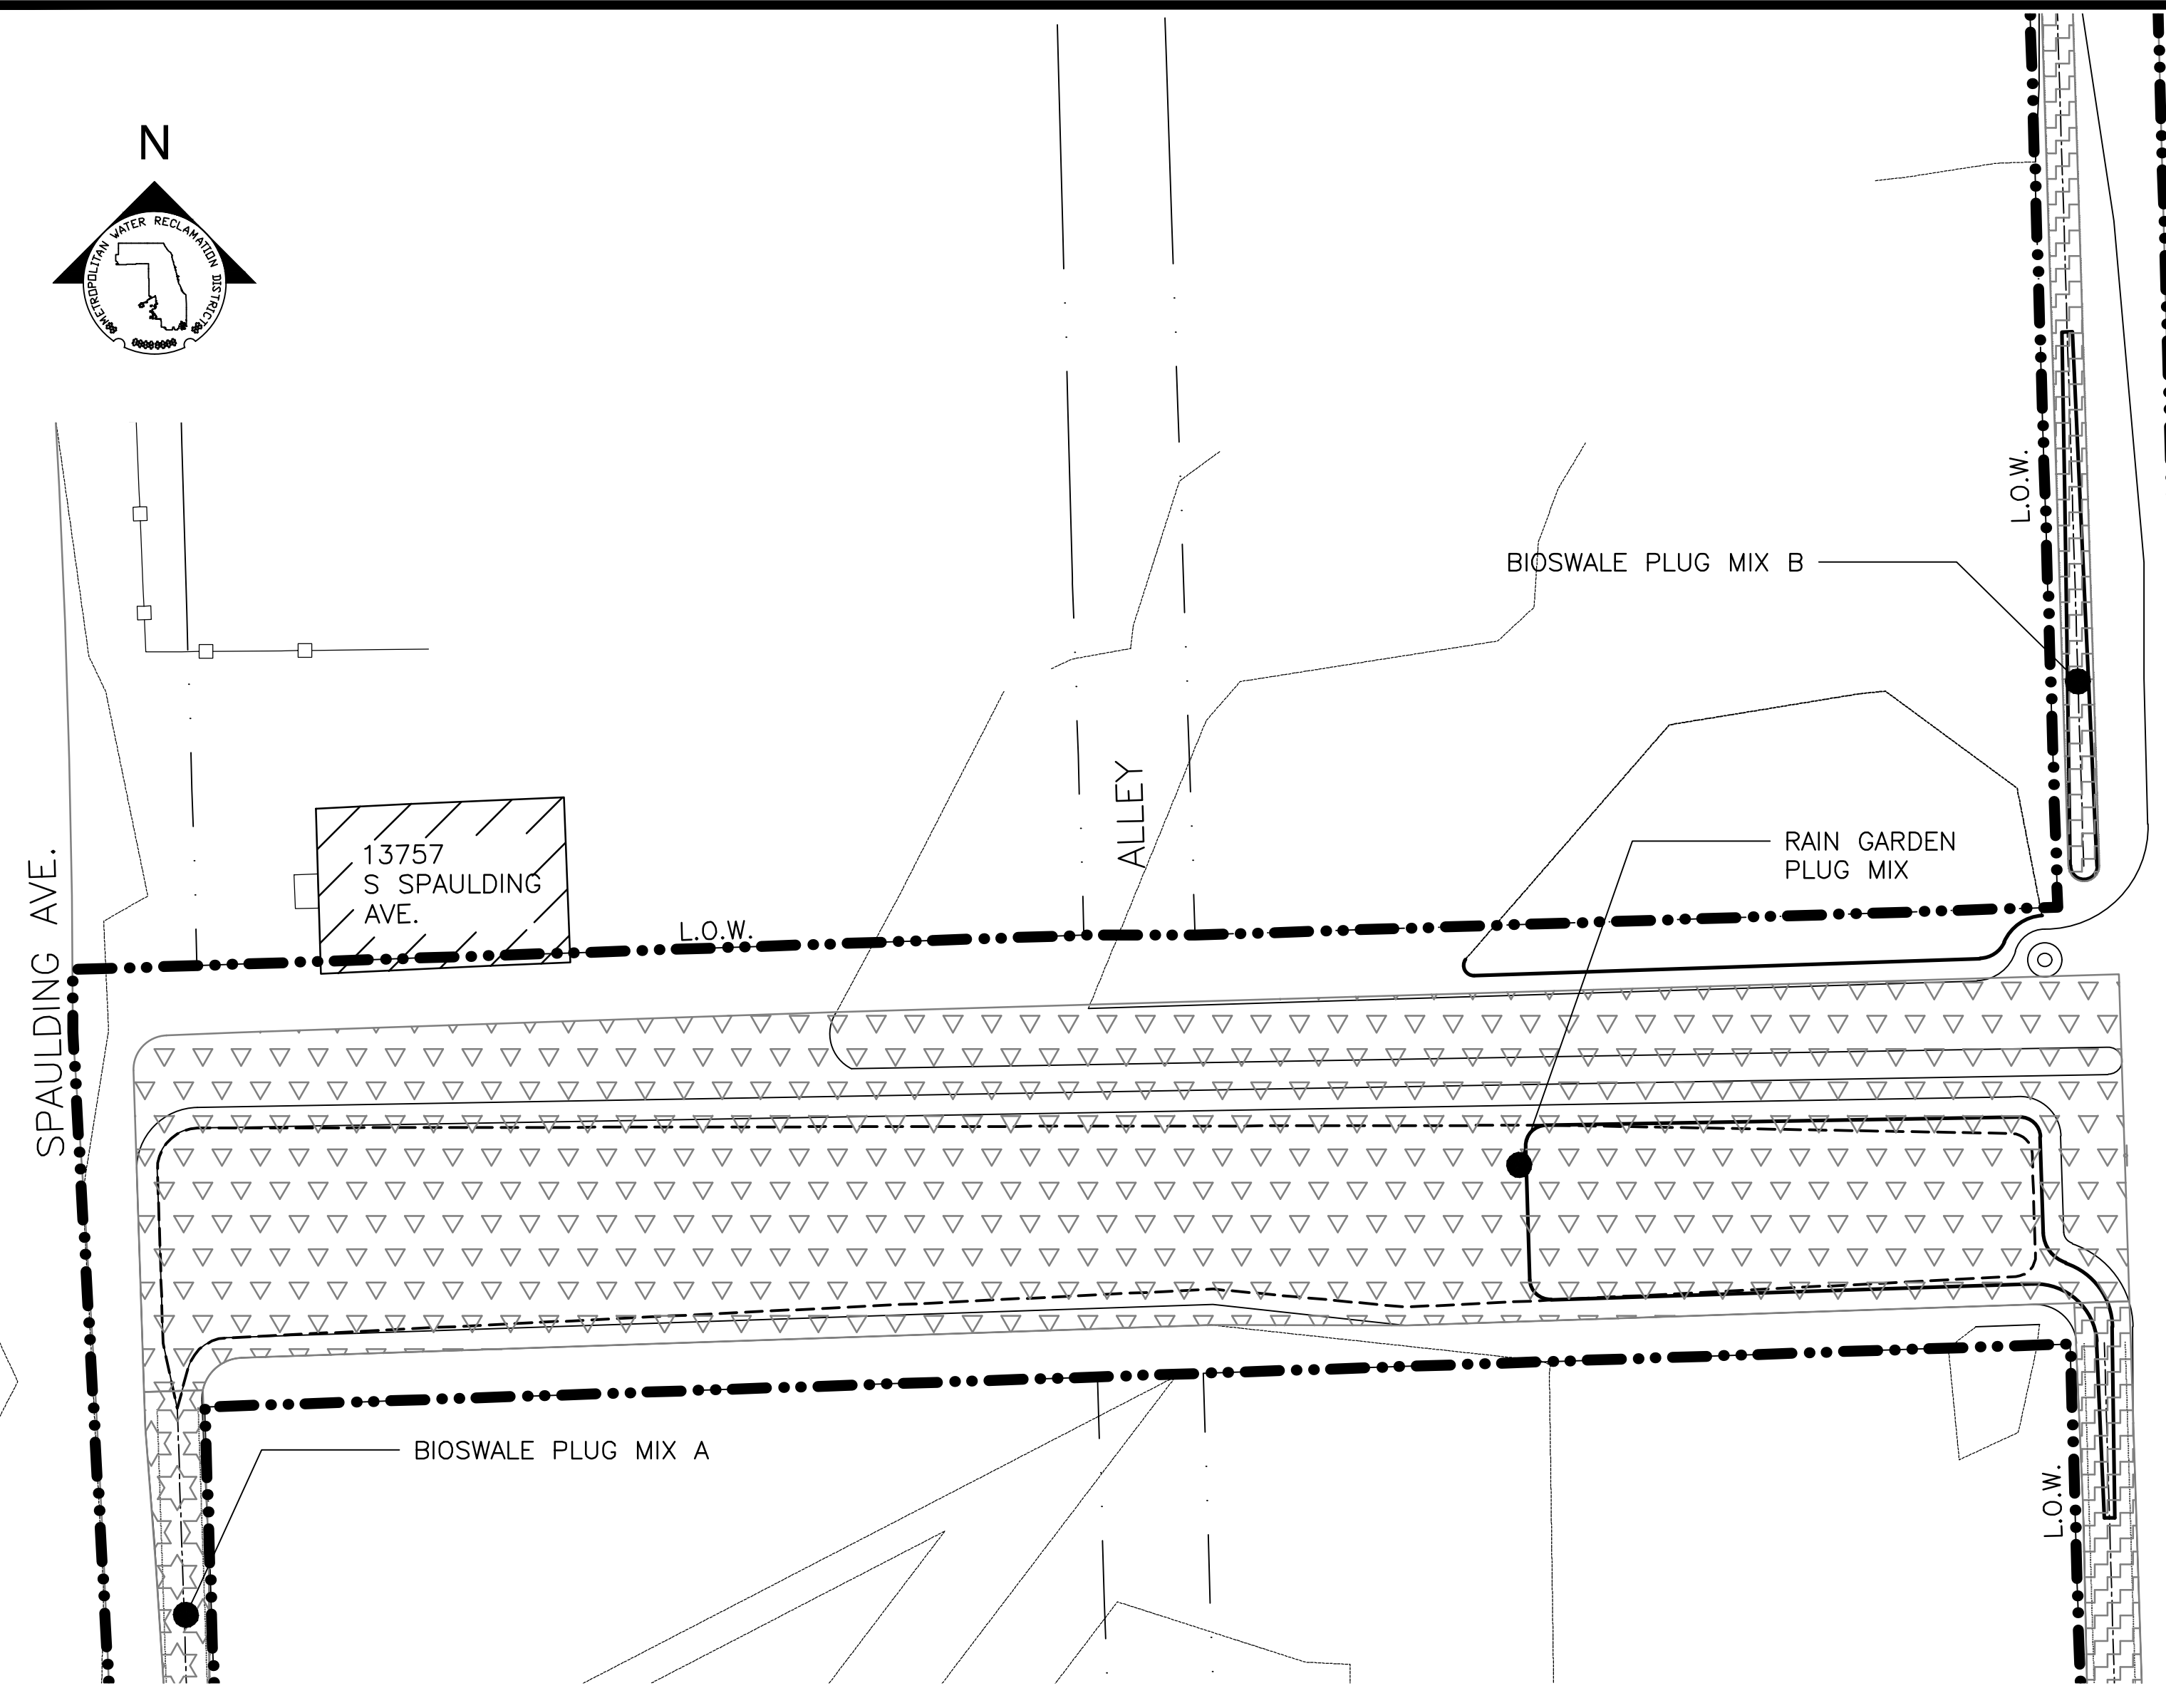 N
METROPOLITAN WATER RECLAMATION DISTRICT
L.O.W.
BIOSWALE PLUG MIX B
ALLEY
RAIN GARDEN
PLUG MIX
13757
S SPAULDING
AVE.
L.O.W.
SPAULDING AVE.
BIOSWALE PLUG MIX A
L.O.W.